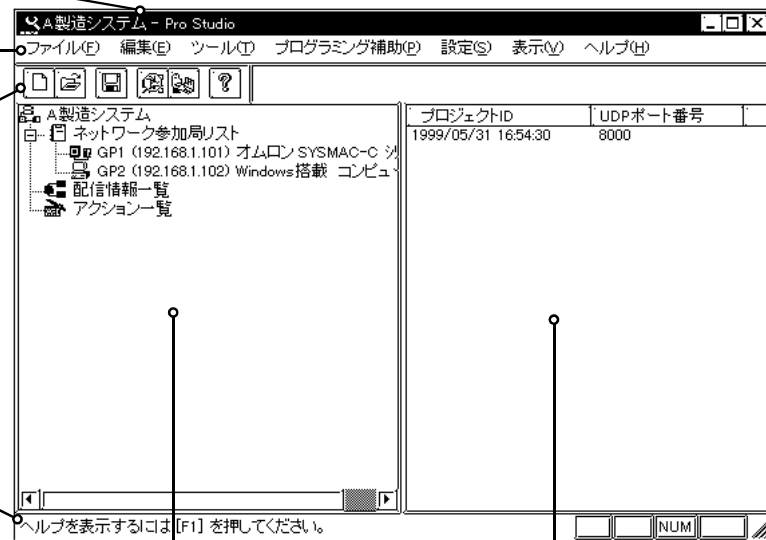 A製造システム - Pro Studio
ファイル(F) 編集(E) ツール(T) プログラミング補助(P) 設定(S) 表示(V) ヘルプ(H)
A製造システム
ネットワーク参加局リスト
GP1 (192.168.1.101) オムロン SYSMAC-C
GP2 (192.168.1.102) Windows搭載 コンピュ
配信情報一覧
アクション一覧
プロジェクトID UDPポート番号
1999/05/31 16:54:30 8000
ヘルプを表示するには [F1] を押してください。
NUM